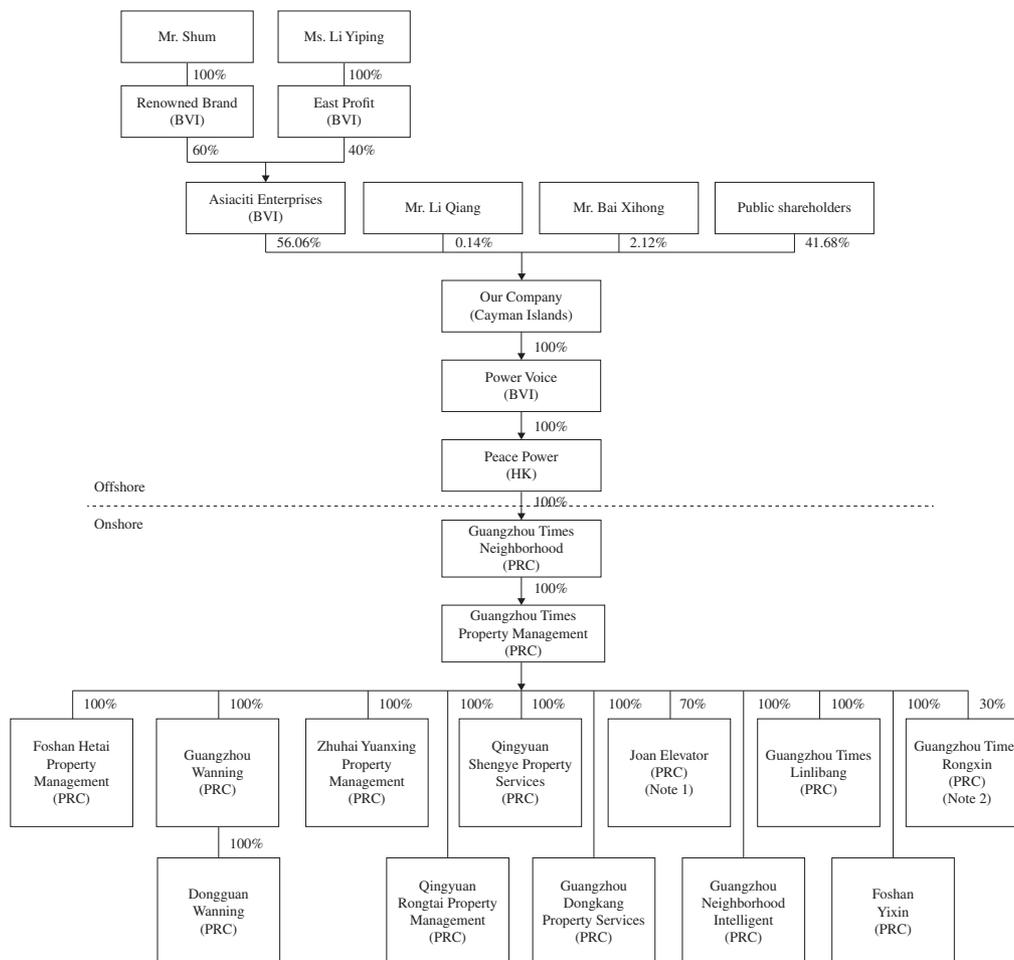 Mr. Shum
Ms. Li Yiping
100%
100%
Renowned Brand
(BVI)
East Profit
(BVI)
60%
40%
Asiaciti Enterprises
(BVI)
Mr. Li Qiang
Mr. Bai Xihong
Public shareholders
56.06%
0.14%
2.12%
41.68%
Our Company
(Cayman Islands)
100%
Power Voice
(BVI)
100%
Peace Power
(HK)
Offshore
100%
Onshore
Guangzhou Times
Neighborhood
(PRC)
100%
Guangzhou Times
Property Management
(PRC)
100%
100%
100%
100%
100%
100%
70%
100%
100%
100%
30%
Foshan Hetai
Property
Management
(PRC)
Guangzhou
Wanning
(PRC)
Zhuhai Yuanxing
Property
Management
(PRC)
Qingyuan
Shengye Property
Services
(PRC)
Joan Elevator
(PRC)
(Note 1)
Guangzhou Times
Linlibang
(PRC)
Guangzhou Time
Rongxin
(PRC)
(Note 2)
100%
Dongguan
Wanning
(PRC)
Qingyuan
Rongtai Property
Management
(PRC)
Guangzhou
Dongkang
Property Services
(PRC)
Guangzhou
Neighborhood
Intelligent
(PRC)
Foshan
Yixin
(PRC)